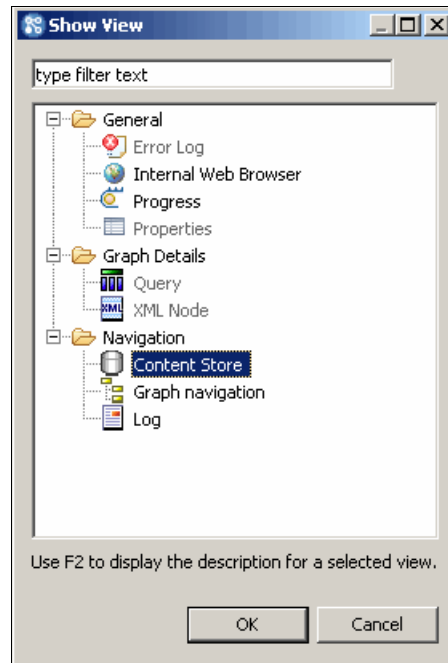 Show View
type filter text
General
Error Log
Internal Web Browser
Progress
Properties
Graph Details
Query
XML XML Node
Navigation
Content Store
Graph navigation
Log
Use F2 to display the description for a selected view.
OK Cancel